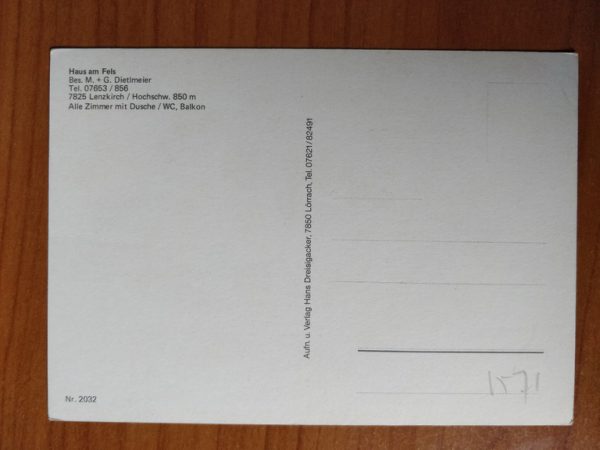 Haus am Fels
Bes. M. + G. Dietlmeier
Tel. 07653 / 856
7825 Lenzkirch / Hochschw. 850 m
Alle Zimmer mit Dusche / WC, Balkon
Aufn. u. Verlag Hans Dreisigacker, 7850 Lörrach, Tel. 07621/82491
Nr. 2032